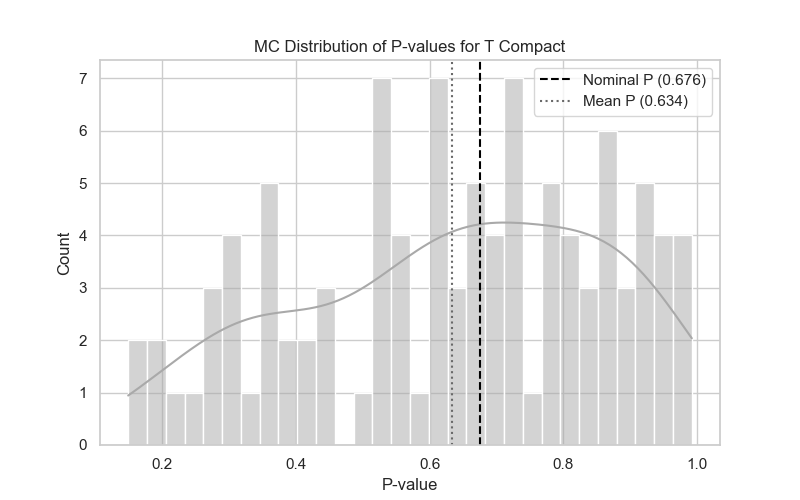 MC Distribution of P-values for T Compact
Nominal P (0.676)
Mean P (0.634)
Count
7
6
5
4
3
2
1
0
0.2 0.4 0.6 0.8 1.0
P-value